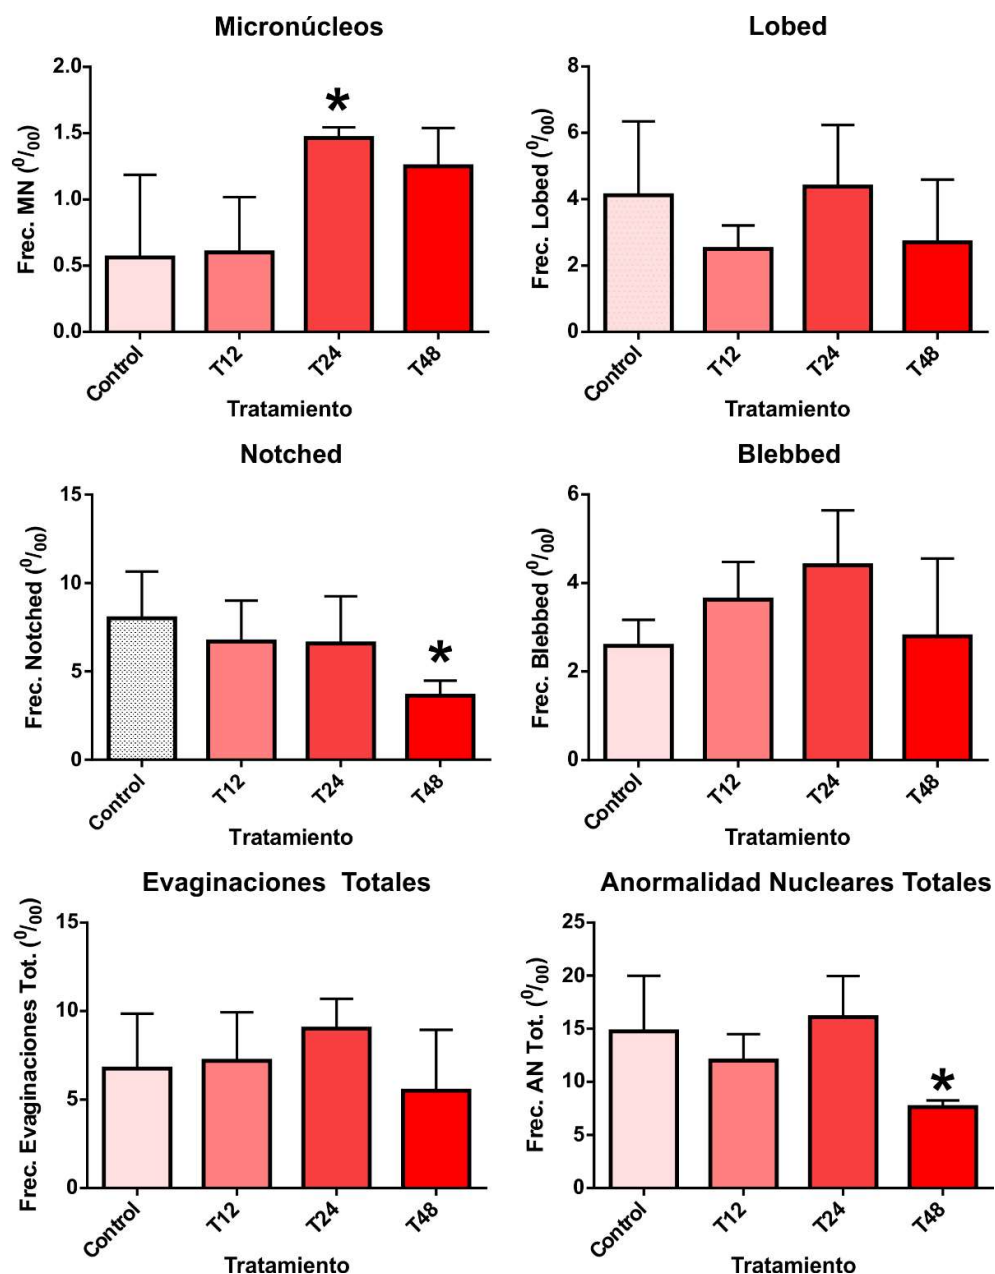 Micronúcleos
Frec. MN (0/00)
2.0
1.5
1.0
0.5
0.0
*
Control
T12
T24
T48
Tratamiento
Lobed
Frec. Lobed (0/00)
8
6
4
2
0
Control
T12
T24
T48
Tratamiento
Notched
Frec. Notched (0/00)
15
10
5
0
*
Control
T12
T24
T48
Tratamiento
Blebbed
Frec. Blebbed (0/00)
6
4
2
0
Control
T12
T24
T48
Tratamiento
Evaginaciones Totales
Frec. Evaginaciones Tot. (0/00)
15
10
5
0
Control
T12
T24
T48
Tratamiento
Anormalidad Nucleares Totales
Frec. AN Tot. (0/00)
25
20
15
10
5
0
*
Control
T12
T24
T48
Tratamiento